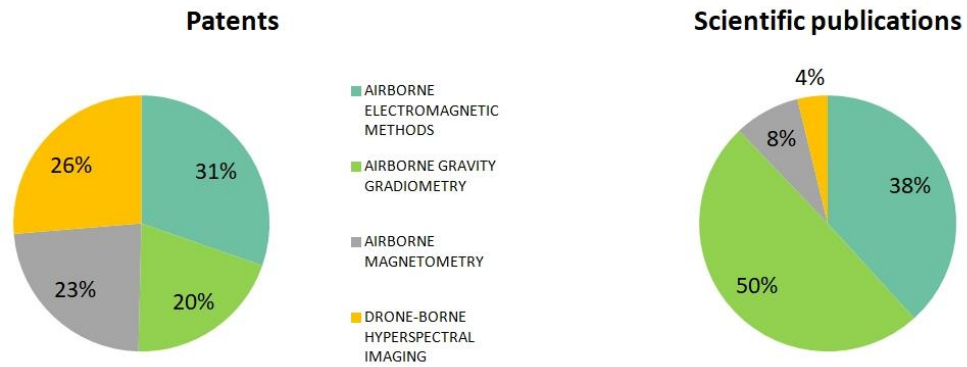 Patents
Scientific publications
26%
31%
23%
20%
AIRBORNE
ELECTROMAGNETIC
METHODS
AIRBORNE GRAVITY
GRADIOMETRY
AIRBORNE
MAGNETOMETRY
DRONE-BORNE
HYPERSPECTRAL
IMAGING
4%
8%
38%
50%